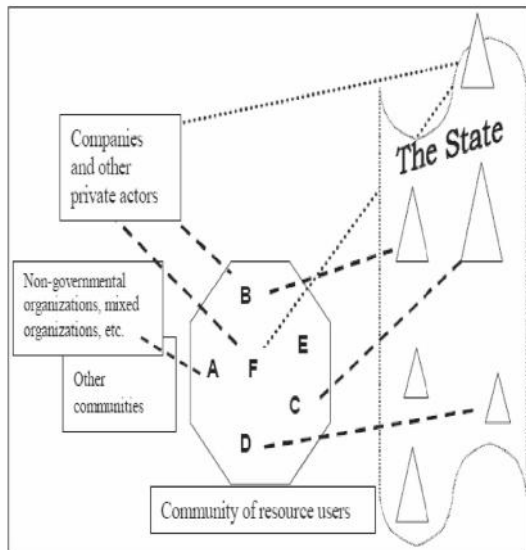 The State
Companies
and other
private actors
Non-governmental
organizations, mixed
organizations, etc.
Other
communities
B
E
A
F
C
D
Community of resource users